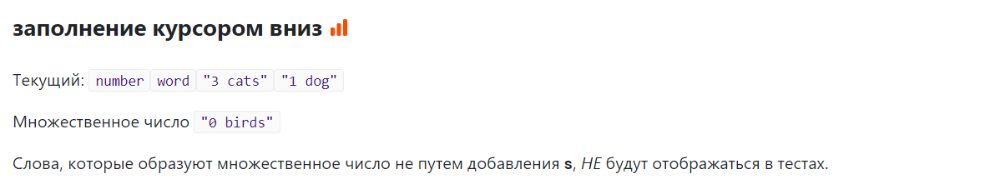 заполнение курсором вниз
Текущий: number word "3 cats" "1 dog"
Множественное число "0 birds"
Слова, которые образуют множественное число не путем добавления s, НЕ будут отображаться в тестах.